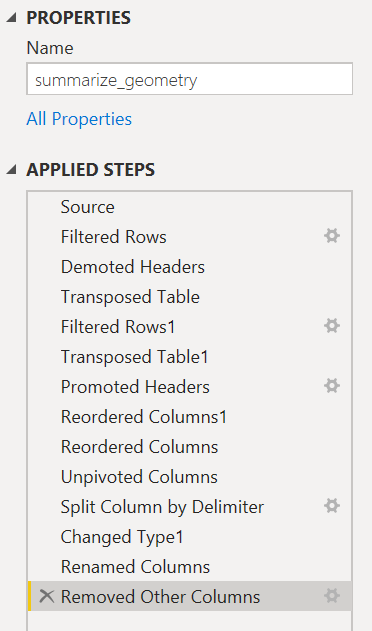 PROPERTIES
Name
summarize_geometry
All Properties
APPLIED STEPS
Source
Filtered Rows
Demoted Headers
Transposed Table
Filtered Rows1
Transposed Table1
Promoted Headers
Reordered Columns1
Reordered Columns
Unpivoted Columns
Split Column by Delimiter
Changed Type1
Renamed Columns
Removed Other Columns